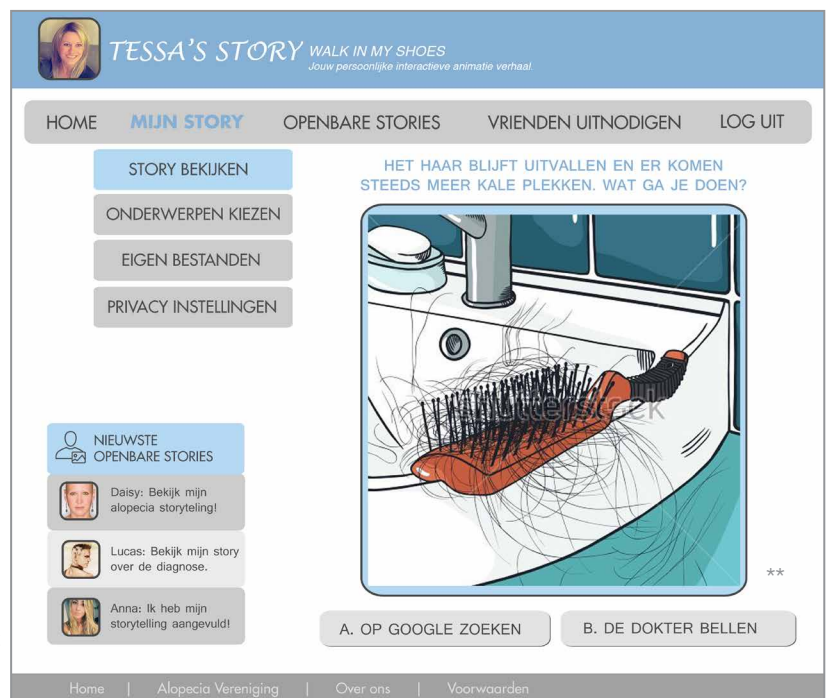 TESSA'S STORY WALK IN MY SHOES
Jouw persoonlijke interactieve animatie verhaal
HOME MIJN STORY OPENBARE STORIES VRIENDEN UITNODIGEN LOG UIT
STORY BEKIJKEN
ONDERWERPEN KIEZEN
EIGEN BESTANDEN
PRIVACY INSTELLINGEN
HET HAAR BLIJFT UITVALLEN EN ER KOMEN
STEEDS MEER KALE PLEKKEN. WAT GA JE DOEN?
shutterstock
**
A. OP GOOGLE ZOEKEN
B. DE DOKTER BELLEN
NIEUWSTE
OPENBARE STORIES
Daisy: Bekijk mijn
alopecia storyteling!
Lucas: Bekijk mijn story
over de diagnose.
Anna: Ik heb mijn
storytelling aangevuld!
Home | Alopecia Vereniging | Over ons | Voorwaarden